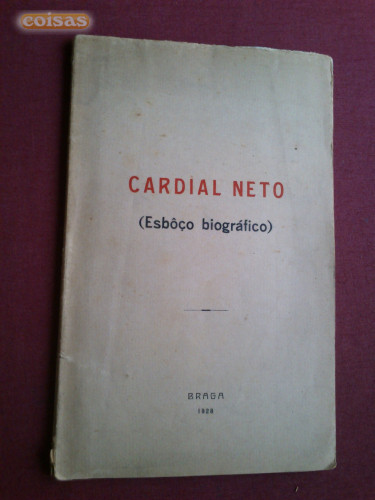 coisas
CARDIAL NETO
(Esbôço biográfico)
BRAGA
1928